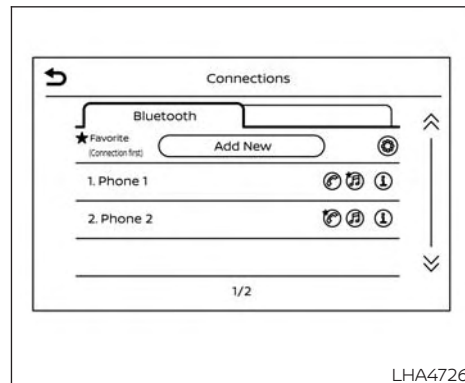 Connections
Bluetooth
★Favorite
(Connection first)
Add New
1. Phone 1
2. Phone 2
1/2
LHA4726